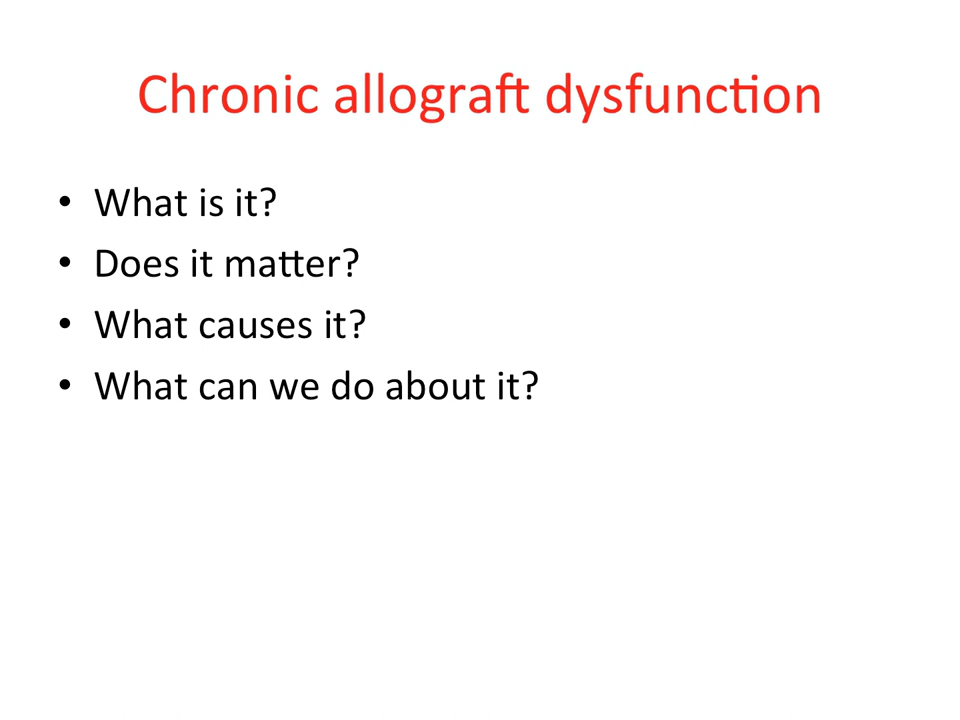 Chronic allograft dysfunction
• What is it?
• Does it matter?
• What causes it?
• What can we do about it?